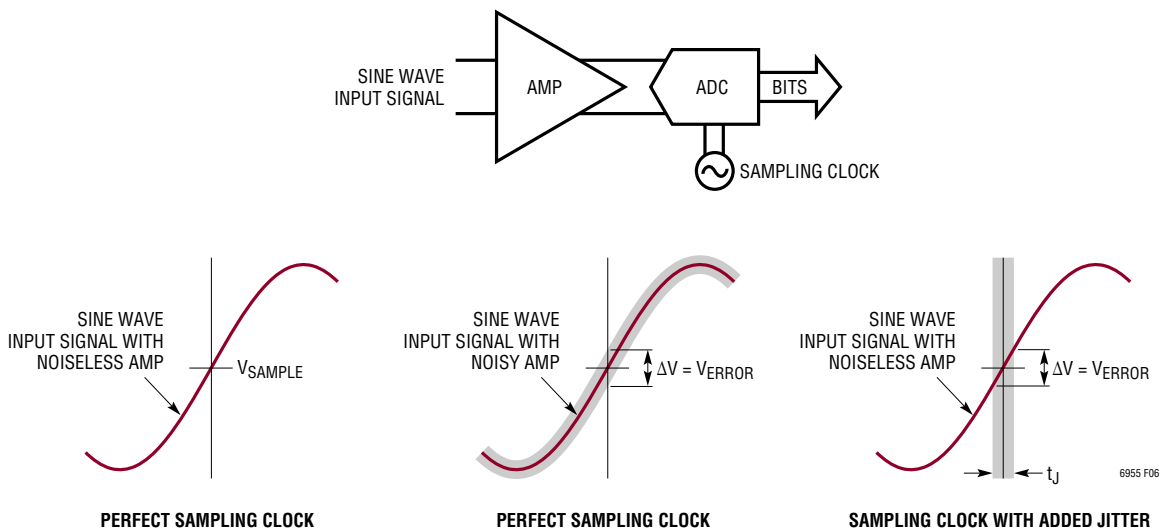 SINE WAVE
INPUT SIGNAL
AMP
ADC
BITS
SAMPLING CLOCK
SINE WAVE
INPUT SIGNAL WITH
NOISELESS AMP
VSAMPLE
PERFECT SAMPLING CLOCK
SINE WAVE
INPUT SIGNAL WITH
NOISY AMP
ΔV = VERROR
PERFECT SAMPLING CLOCK
SINE WAVE
INPUT SIGNAL WITH
NOISELESS AMP
ΔV = VERROR
tJ
6955 F06
SAMPLING CLOCK WITH ADDED JITTER